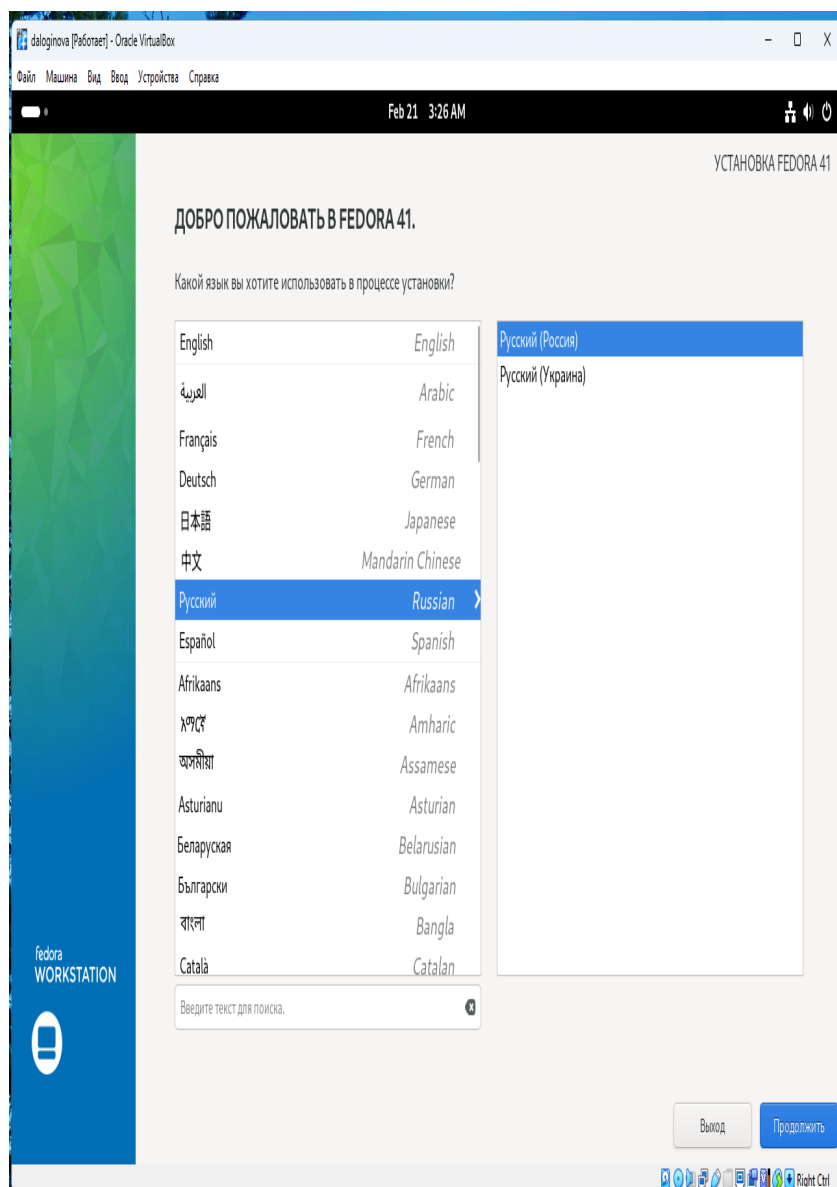 daloginova [Работает] - Oracle VirtualBox
Файл Машина Вид Ввод Устройства Справка
Feb 21 3:26 AM
УСТАНОВКА FEDORA 41
ДОБРО ПОЖАЛОВАТЬ В FEDORA 41.
Какой язык вы хотите использовать в процессе установки?
English English
العربية Arabic
Français French
Deutsch German
日本語 Japanese
中文 Mandarin Chinese
Русский Russian
Español Spanish
Afrikaans Afrikaans
አማርኛ Amharic
অসমীয়া Assamese
Asturianu Asturian
Беларуская Belarusian
Български Bulgarian
বাংলা Bangla
Català Catalan
Введите текст для поиска.
Русский (Россия)
Русский (Украина)
fedora
WORKSTATION
Выход Продолжить
Right Ctrl